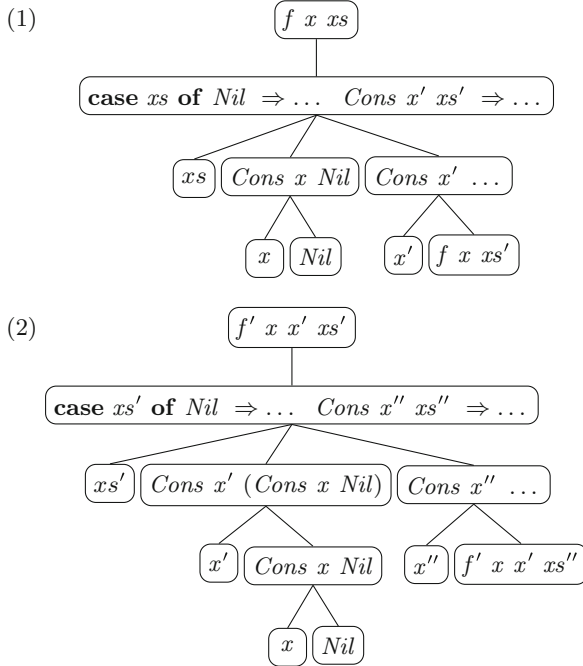 (1)
f x xs
case xs of Nil ⇒ … Cons x′ xs′ ⇒ …
xs Cons x Nil Cons x′ …
x Nil x′ f x xs′
(2)
f′ x x′ xs′
case xs′ of Nil ⇒ … Cons x″ xs″ ⇒ …
xs′ Cons x′ (Cons x Nil) Cons x″ …
x′ Cons x Nil x″ f′ x x′ xs″
x Nil